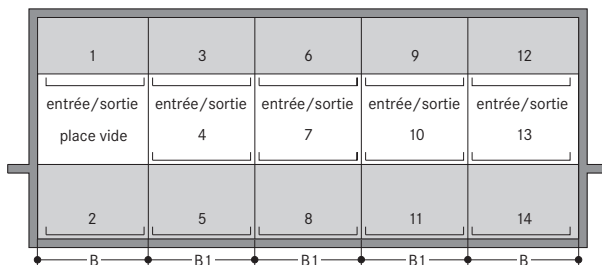 1 3 6 9 12
entrée/sortie entrée/sortie entrée/sortie entrée/sortie entrée/sortie
place vide 4 7 10 13
2 5 8 11 14
B B1 B1 B1 B